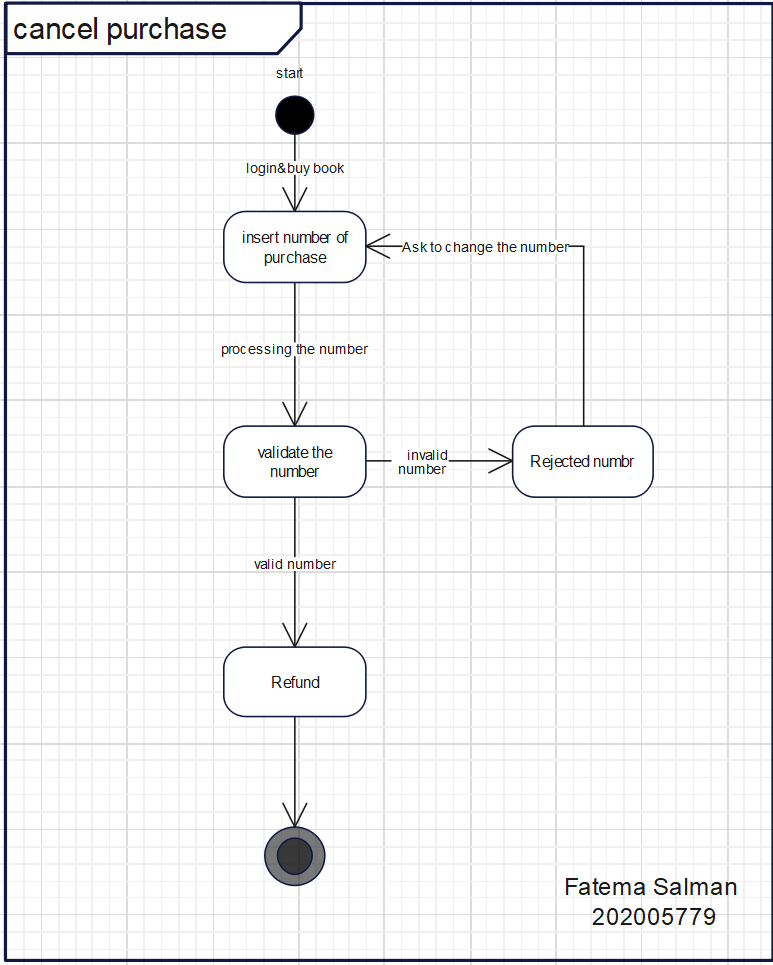 cancel purchase
start
login&buy book
insert number of
purchase
Ask to change the number
processing the number
validate the
number
invalid
number
Rejected numbr
valid number
Refund
Fatema Salman
202005779